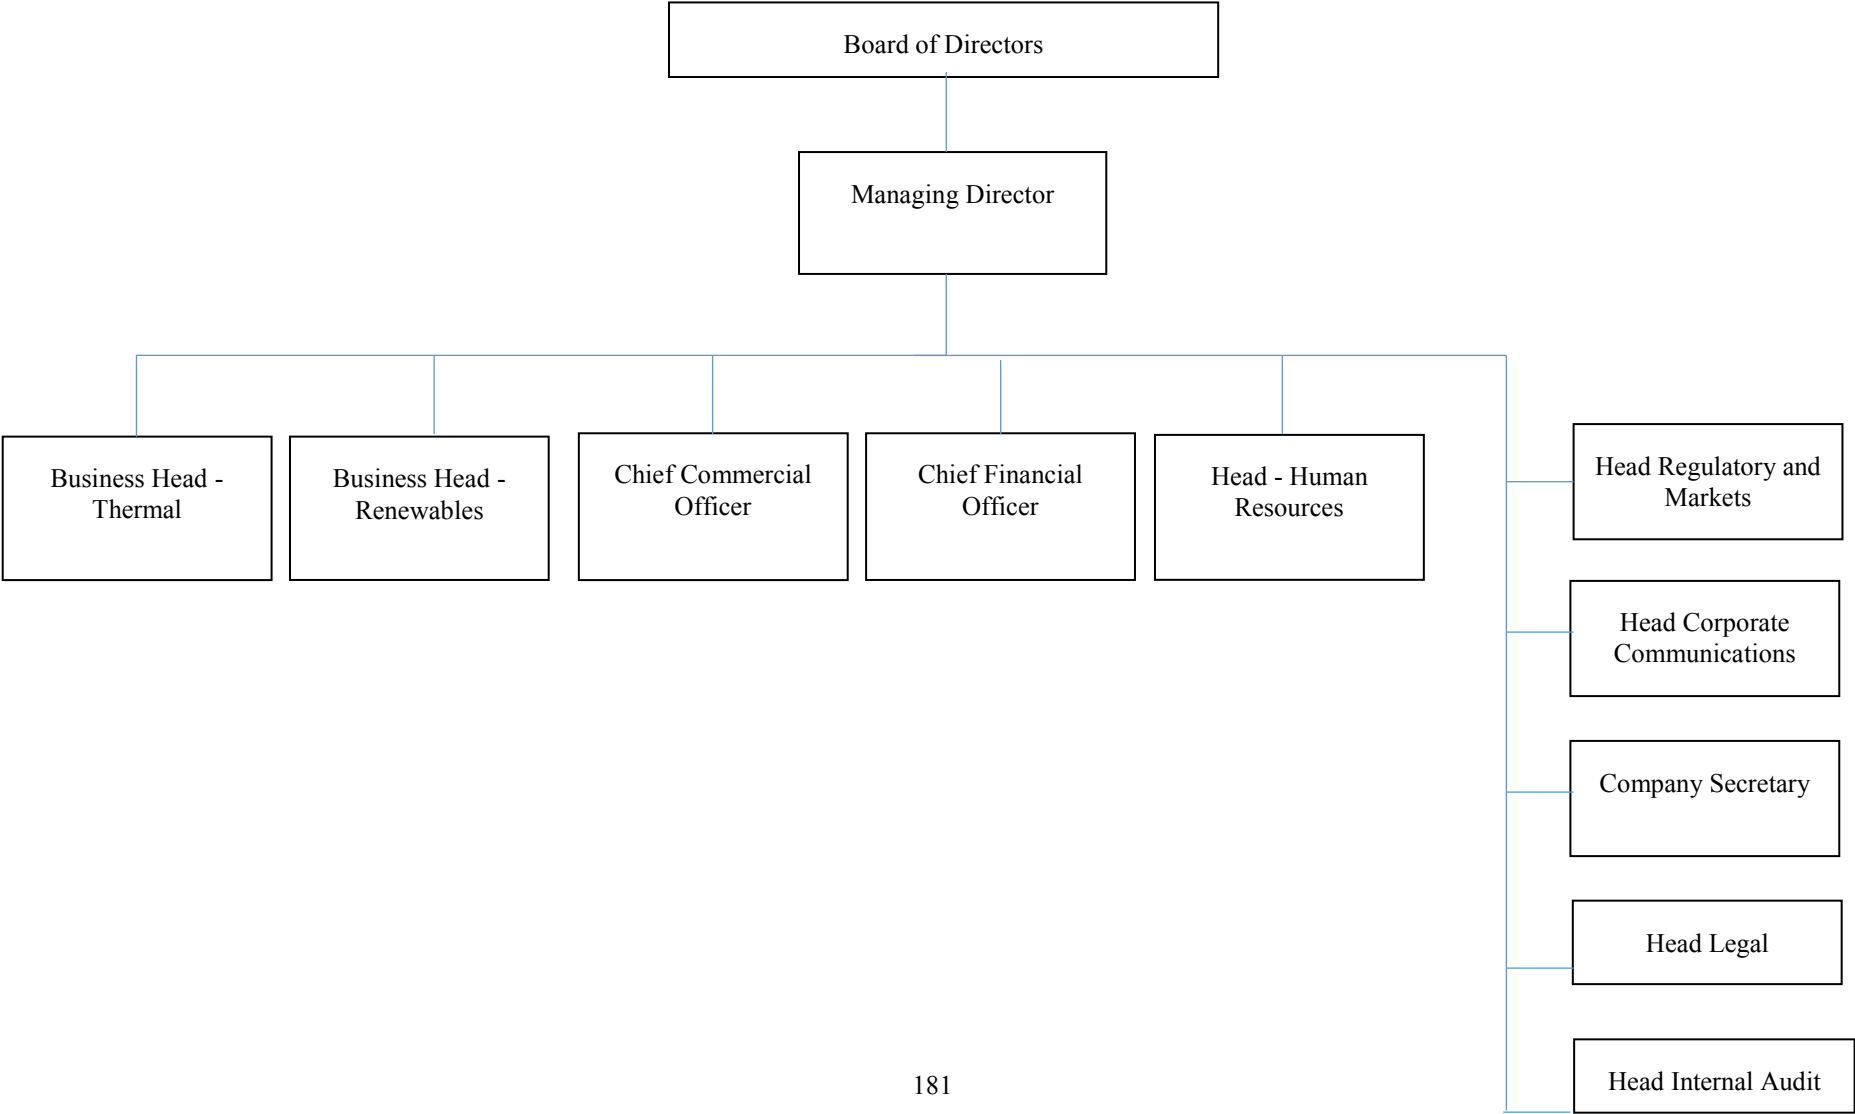 Board of Directors
Managing Director
Business Head -
Thermal
Business Head -
Renewables
Chief Commercial
Officer
Chief Financial
Officer
Head - Human
Resources
Head Regulatory and
Markets
Head Corporate
Communications
Company Secretary
Head Legal
Head Internal Audit
181